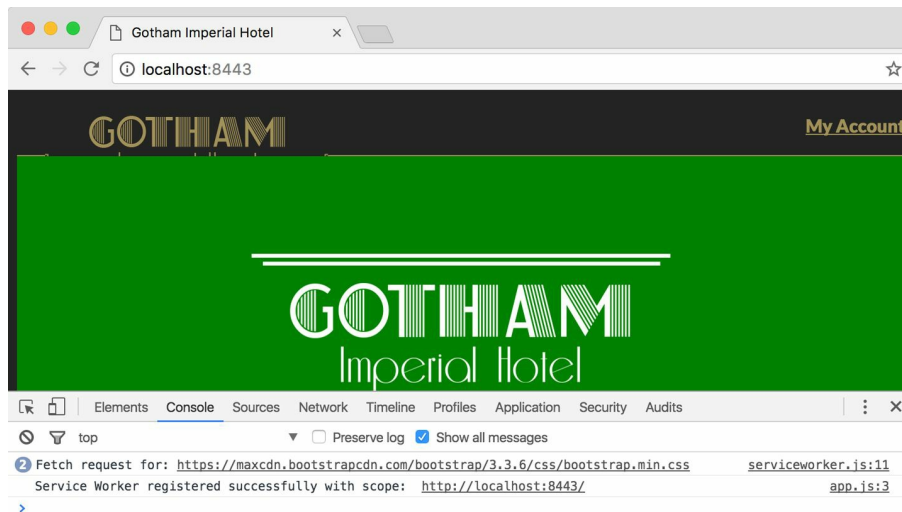 Gotham Imperial Hotel ×
localhost:8443
GOTHAM
My Account
GOTHAM
Imperial Hotel
Elements Console Sources Network Timeline Profiles Application Security Audits
top Preserve log Show all messages
2 Fetch request for: https://maxcdn.bootstrapcdn.com/bootstrap/3.3.6/css/bootstrap.min.css serviceworker.js:11
Service Worker registered successfully with scope: http://localhost:8443/ app.js:3
>